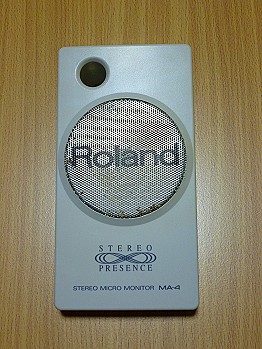 Roland
STEREO
PRESENCE
STEREO MICRO MONITOR MA-4